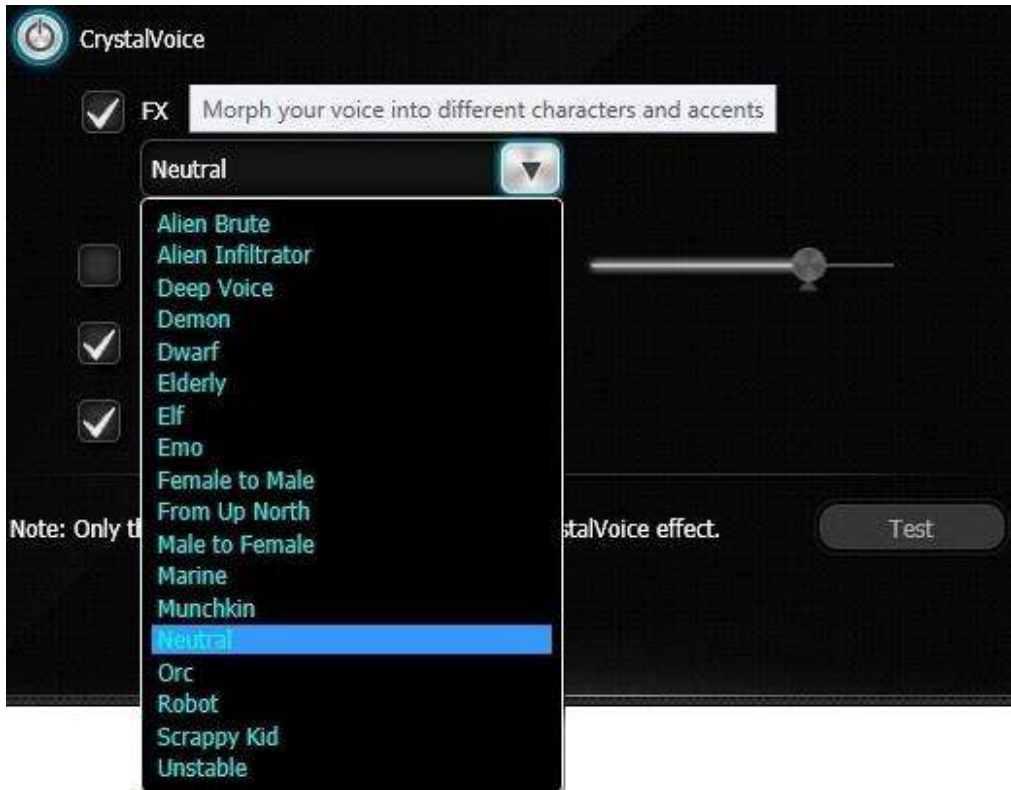 CrystalVoice
FX Morph your voice into different characters and accents
Neutral
Alien Brute
Alien Infiltrator
Deep Voice
Demon
Dwarf
Elderly
Elf
Emo
Female to Male
From Up North
Male to Female
Marine
Munchkin
Neutral
Orc
Robot
Scrappy Kid
Unstable
Note: Only th stalVoice effect. Test